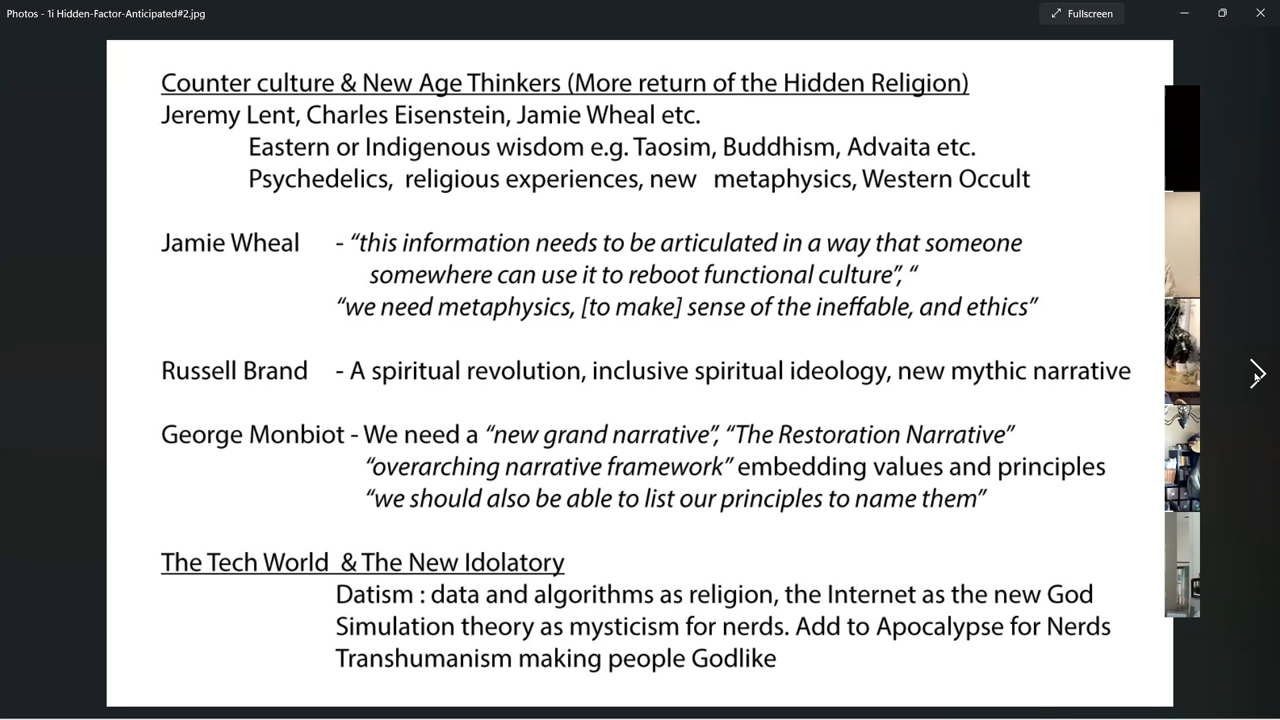 Photos - 1i Hidden-Factor-Anticipated#2.jpg
Fullscreen
Counter culture & New Age Thinkers (More return of the Hidden Religion)
Jeremy Lent, Charles Eisenstein, Jamie Wheal etc.
Eastern or Indigenous wisdom e.g. Taosim, Buddhism, Advaita etc.
Psychedelics, religious experiences, new metaphysics, Western Occult
Jamie Wheal - “this information needs to be articulated in a way that someone
somewhere can use it to reboot functional culture”, “
“we need metaphysics, [to make] sense of the ineffable, and ethics”
Russell Brand - A spiritual revolution, inclusive spiritual ideology, new mythic narrative
George Monbiot - We need a “new grand narrative”, “The Restoration Narrative”
“overarching narrative framework” embedding values and principles
“we should also be able to list our principles to name them”
The Tech World & The New Idolatory
Datism : data and algorithms as religion, the Internet as the new God
Simulation theory as mysticism for nerds. Add to Apocalypse for Nerds
Transhumanism making people Godlike